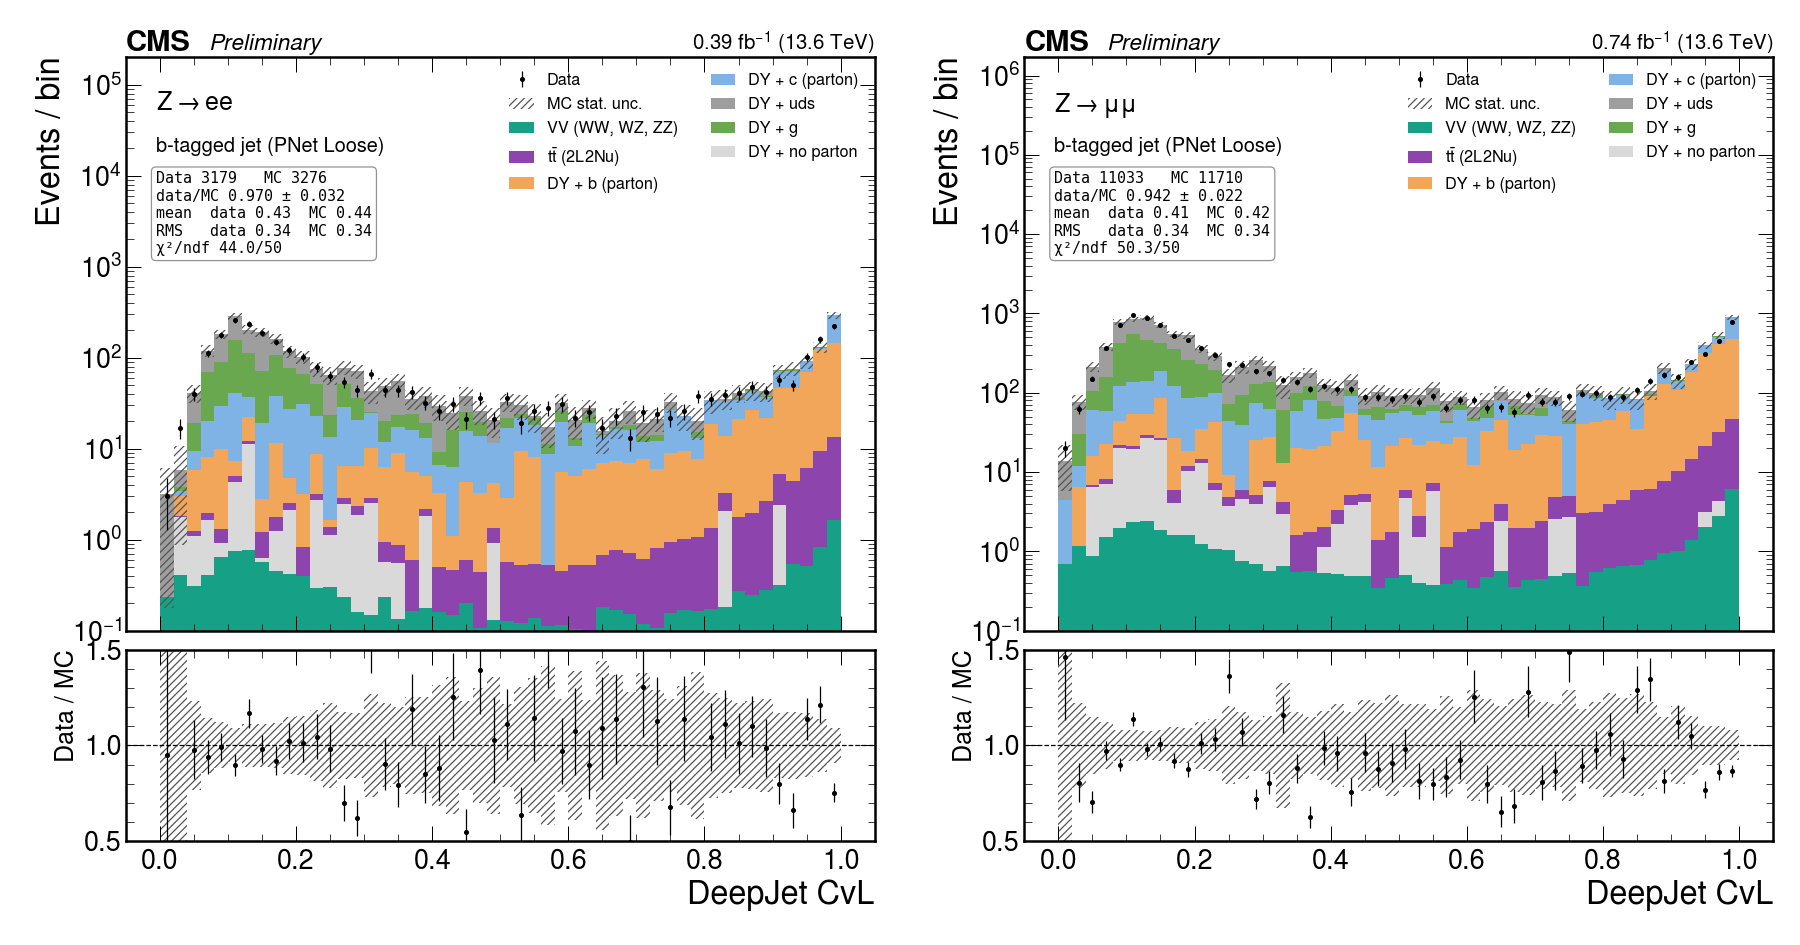 CMS Preliminary 0.39 fb⁻¹ (13.6 TeV)
Events / bin
10⁵
10⁴
10³
10²
10¹
10⁰
10⁻¹
Z → ee
b-tagged jet (PNet Loose)
Data 3179 MC 3276
data/MC 0.970 ± 0.032
mean data 0.43 MC 0.44
RMS data 0.34 MC 0.34
χ²/ndf 44.0/50
Data
MC stat. unc.
VV (WW, WZ, ZZ)
tt̄ (2L2Nu)
DY + b (parton)
DY + c (parton)
DY + uds
DY + g
DY + no parton
Data / MC
1.5
1.0
0.5
0.0 0.2 0.4 0.6 0.8 1.0
DeepJet CvL
CMS Preliminary 0.74 fb⁻¹ (13.6 TeV)
Events / bin
10⁶
10⁵
10⁴
10³
10²
10¹
10⁰
10⁻¹
Z → μμ
b-tagged jet (PNet Loose)
Data 11033 MC 11710
data/MC 0.942 ± 0.022
mean data 0.41 MC 0.42
RMS data 0.34 MC 0.34
χ²/ndf 50.3/50
Data
MC stat. unc.
VV (WW, WZ, ZZ)
tt̄ (2L2Nu)
DY + b (parton)
DY + c (parton)
DY + uds
DY + g
DY + no parton
Data / MC
1.5
1.0
0.5
0.0 0.2 0.4 0.6 0.8 1.0
DeepJet CvL